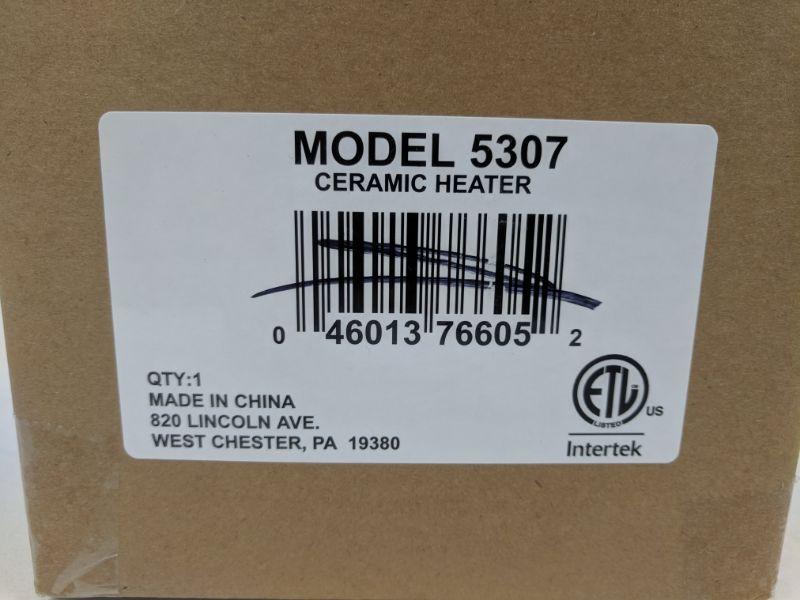 MODEL 5307
CERAMIC HEATER
0 46013 76605 2
QTY:1
MADE IN CHINA
820 LINCOLN AVE.
WEST CHESTER, PA 19380
ETL
LISTED
US
Intertek